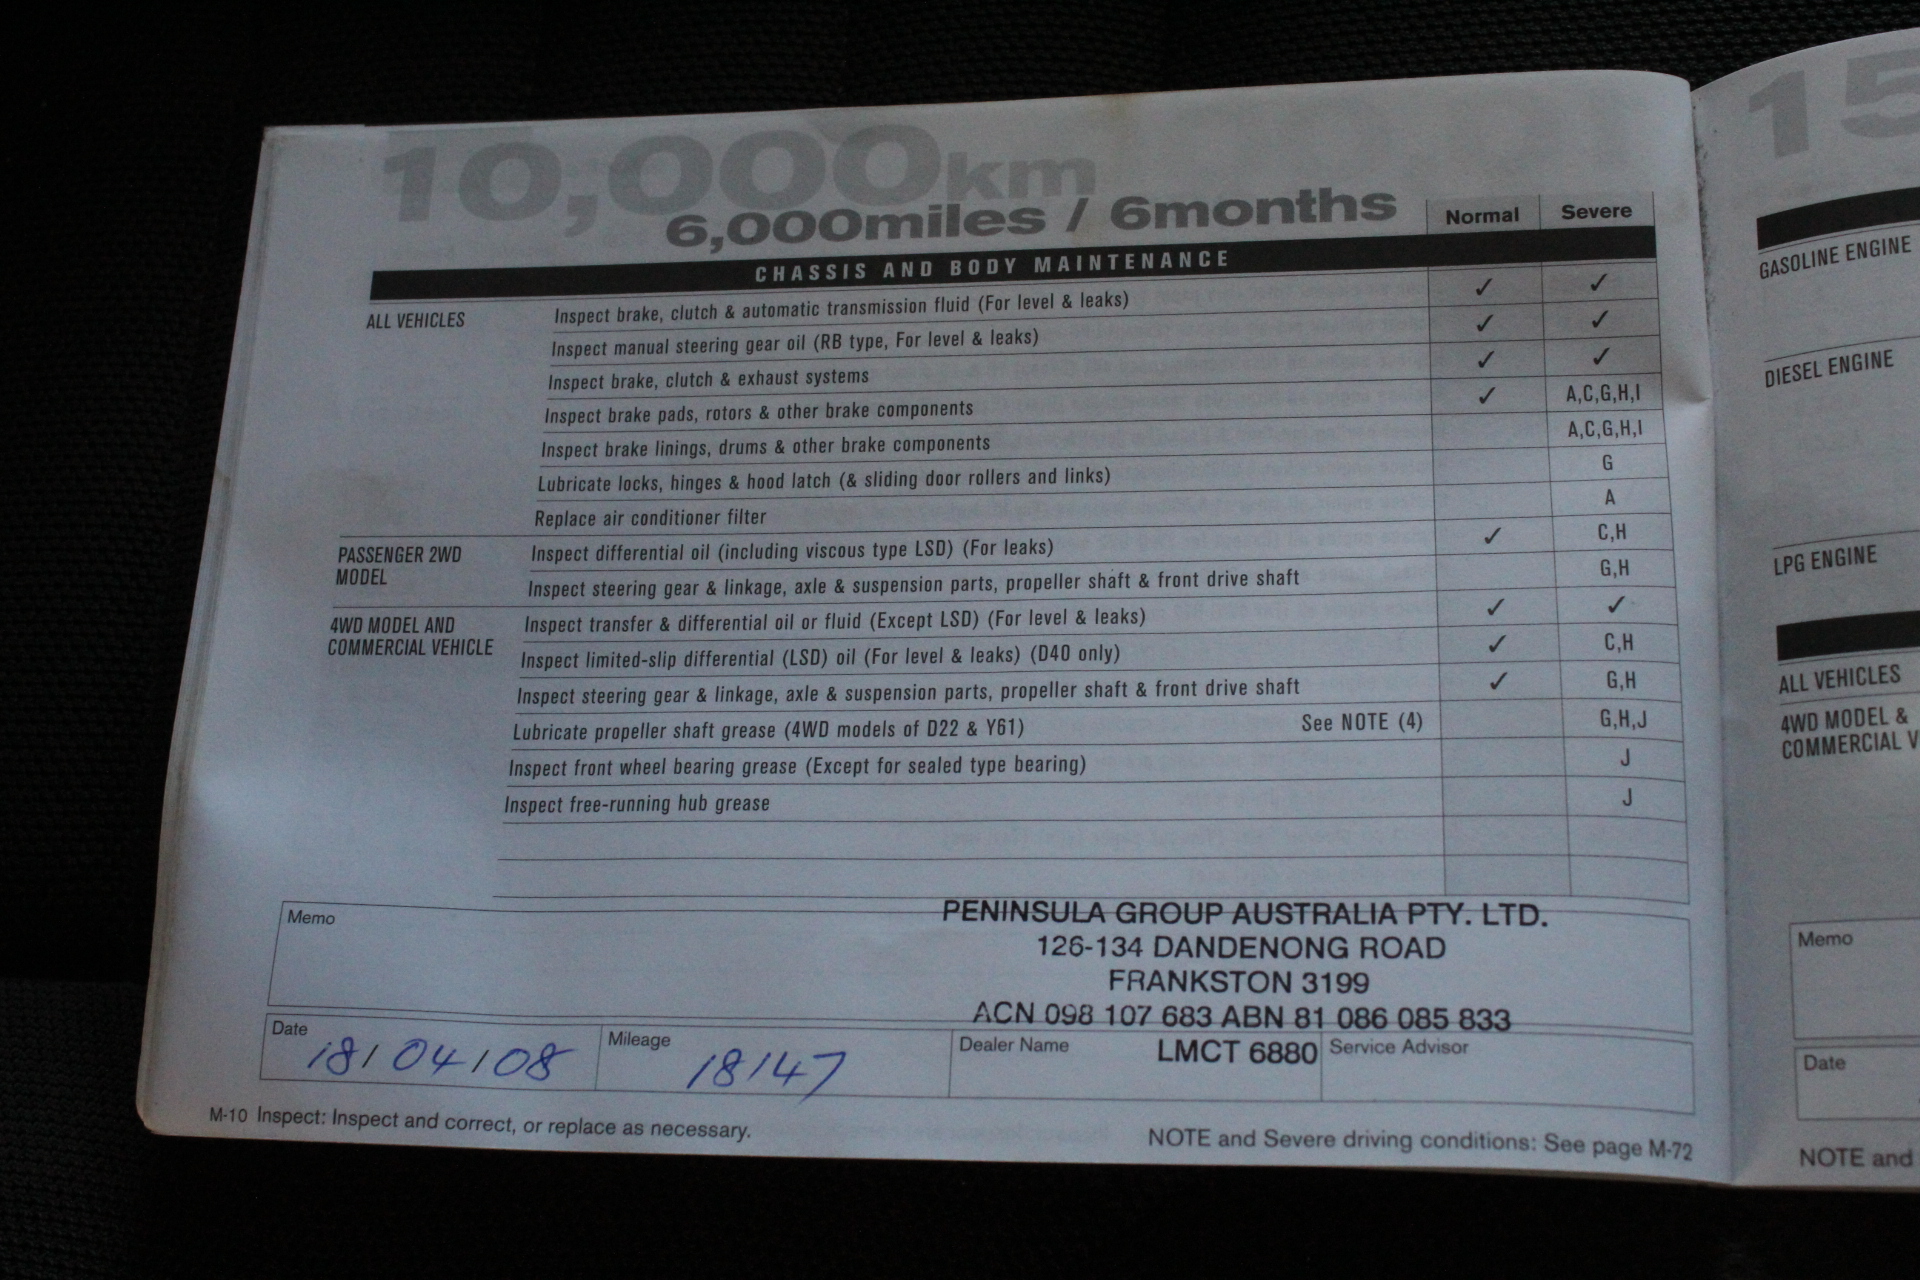 10,000km
6,000miles / 6months
Normal Severe
CHASSIS AND BODY MAINTENANCE
ALL VEHICLES Inspect brake, clutch & automatic transmission fluid (For level & leaks) ✓ ✓
Inspect manual steering gear oil (RB type, For level & leaks) ✓ ✓
Inspect brake, clutch & exhaust systems ✓ ✓
Inspect brake pads, rotors & other brake components ✓ A,C,G,H,I
Inspect brake linings, drums & other brake components A,C,G,H,I
Lubricate locks, hinges & hood latch (& sliding door rollers and links) G
Replace air conditioner filter A
PASSENGER 2WD MODEL Inspect differential oil (including viscous type LSD) (For leaks) ✓ C,H
Inspect steering gear & linkage, axle & suspension parts, propeller shaft & front drive shaft G,H
4WD MODEL AND COMMERCIAL VEHICLE Inspect transfer & differential oil or fluid (Except LSD) (For level & leaks) ✓ ✓
Inspect limited-slip differential (LSD) oil (For level & leaks) (D40 only) ✓ C,H
Inspect steering gear & linkage, axle & suspension parts, propeller shaft & front drive shaft ✓ G,H
Lubricate propeller shaft grease (4WD models of D22 & Y61) See NOTE (4) G,H,J
Inspect front wheel bearing grease (Except for sealed type bearing) J
Inspect free-running hub grease J
Memo
PENINSULA GROUP AUSTRALIA PTY. LTD.
126-134 DANDENONG ROAD
FRANKSTON 3199
ACN 098 107 683 ABN 81 086 085 833
LMCT 6880
Date 18/04/08 Mileage 18147 Dealer Name Service Advisor
M-10 Inspect: Inspect and correct, or replace as necessary.
NOTE and Severe driving conditions: See page M-72
15
GASOLINE ENGINE
DIESEL ENGINE
LPG ENGINE
ALL VEHICLES
4WD MODEL &
COMMERCIAL V
Memo
Date
NOTE and